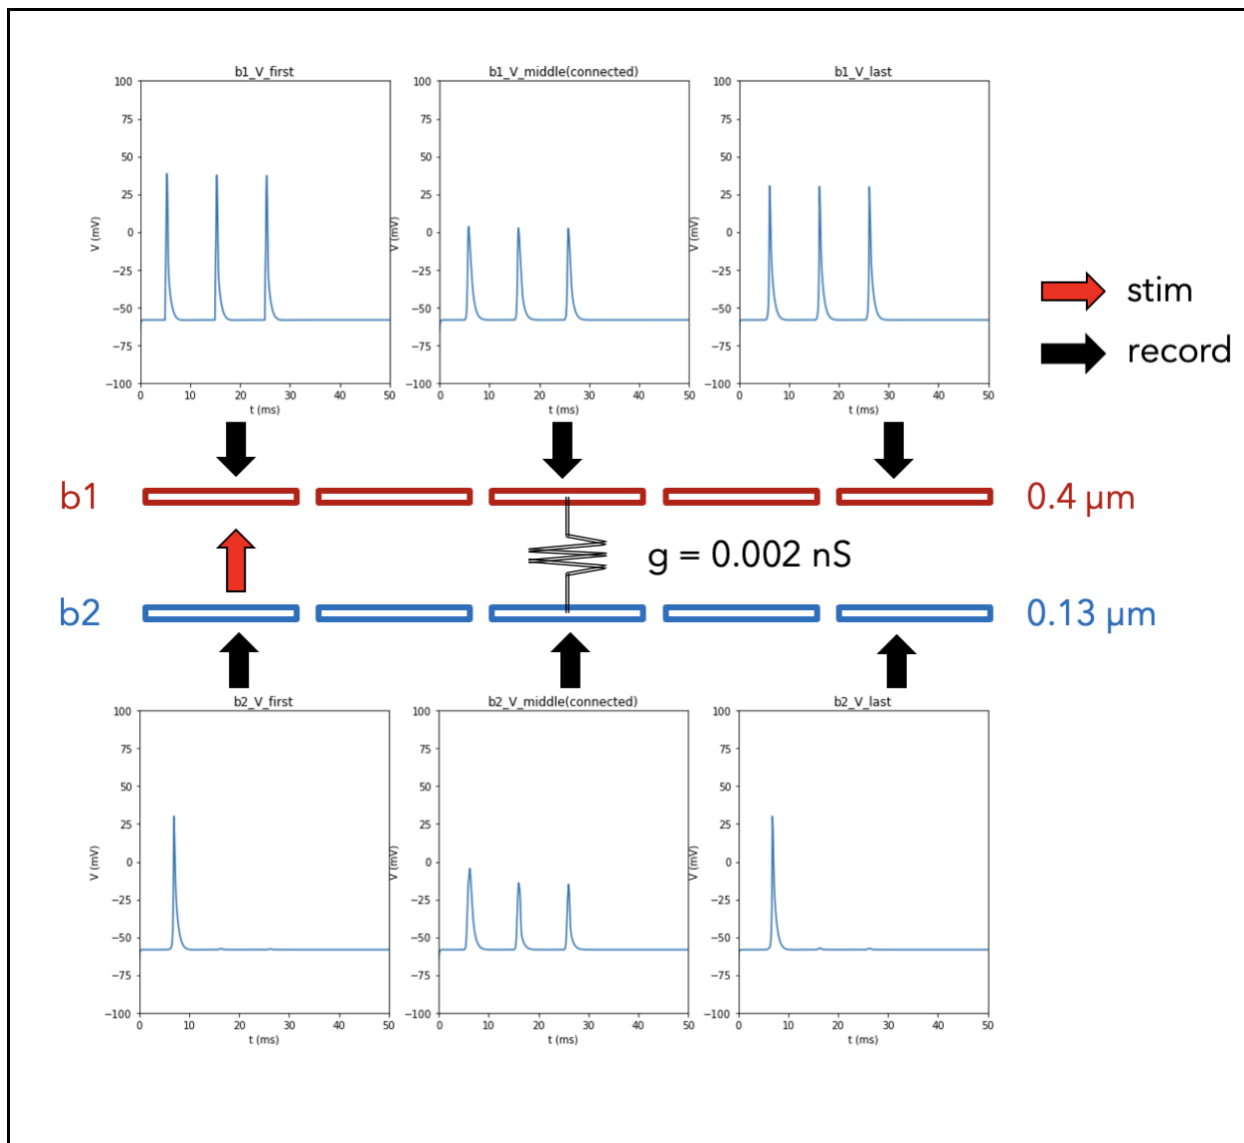 b1_V_first
b1_V_middle(connected)
b1_V_last
100
75
50
25
0
−25
−50
−75
−100
V (mV)
0 10 20 30 40 50
t (ms)
100
75
50
25
0
−25
−50
−75
−100
V (mV)
0 10 20 30 40 50
t (ms)
100
75
50
25
0
−25
−50
−75
−100
V (mV)
0 10 20 30 40 50
t (ms)
stim
record
b1
0.4 μm
g = 0.002 nS
b2
0.13 μm
b2_V_first
b2_V_middle(connected)
b2_V_last
100
75
50
25
0
−25
−50
−75
−100
V (mV)
0 10 20 30 40 50
t (ms)
100
75
50
25
0
−25
−50
−75
−100
V (mV)
0 10 20 30 40 50
t (ms)
100
75
50
25
0
−25
−50
−75
−100
V (mV)
0 10 20 30 40 50
t (ms)